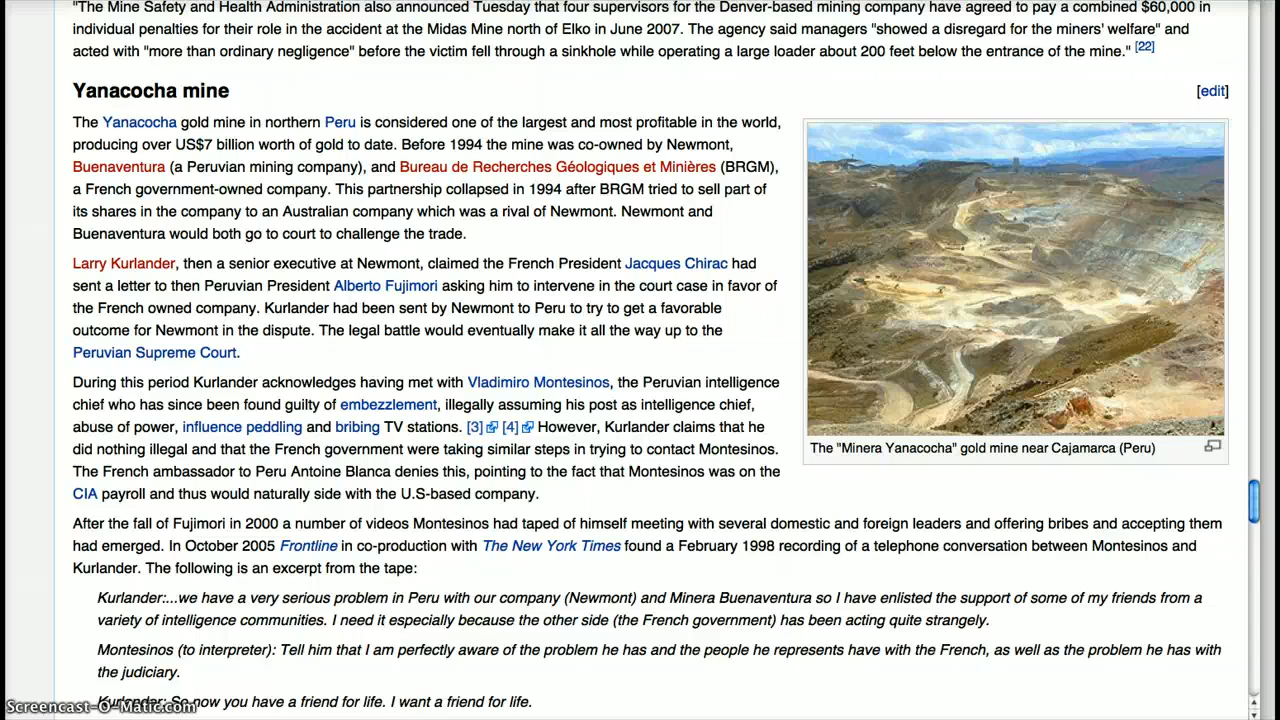 "The Mine Safety and Health Administration also announced Tuesday that four supervisors for the Denver-based mining company have agreed to pay a combined $60,000 in
individual penalties for their role in the accident at the Midas Mine north of Elko in June 2007. The agency said managers "showed a disregard for the miners' welfare" and
acted with "more than ordinary negligence" before the victim fell through a sinkhole while operating a large loader about 200 feet below the entrance of the mine." [22]
Yanacocha mine
[edit]
The Yanacocha gold mine in northern Peru is considered one of the largest and most profitable in the world,
producing over US$7 billion worth of gold to date. Before 1994 the mine was co-owned by Newmont,
Buenaventura (a Peruvian mining company), and Bureau de Recherches Géologiques et Minières (BRGM),
a French government-owned company. This partnership collapsed in 1994 after BRGM tried to sell part of
its shares in the company to an Australian company which was a rival of Newmont. Newmont and
Buenaventura would both go to court to challenge the trade.
Larry Kurlander, then a senior executive at Newmont, claimed the French President Jacques Chirac had
sent a letter to then Peruvian President Alberto Fujimori asking him to intervene in the court case in favor of
the French owned company. Kurlander had been sent by Newmont to Peru to try to get a favorable
outcome for Newmont in the dispute. The legal battle would eventually make it all the way up to the
Peruvian Supreme Court.
During this period Kurlander acknowledges having met with Vladimiro Montesinos, the Peruvian intelligence
chief who has since been found guilty of embezzlement, illegally assuming his post as intelligence chief,
abuse of power, influence peddling and bribing TV stations. [3] [4] However, Kurlander claims that he
did nothing illegal and that the French government were taking similar steps in trying to contact Montesinos.
The French ambassador to Peru Antoine Blanca denies this, pointing to the fact that Montesinos was on the
CIA payroll and thus would naturally side with the U.S-based company.
The "Minera Yanacocha" gold mine near Cajamarca (Peru)
After the fall of Fujimori in 2000 a number of videos Montesinos had taped of himself meeting with several domestic and foreign leaders and offering bribes and accepting them
had emerged. In October 2005 Frontline in co-production with The New York Times found a February 1998 recording of a telephone conversation between Montesinos and
Kurlander. The following is an excerpt from the tape:
Kurlander:...we have a very serious problem in Peru with our company (Newmont) and Minera Buenaventura so I have enlisted the support of some of my friends from a
variety of intelligence communities. I need it especially because the other side (the French government) has been acting quite strangely.
Montesinos (to interpreter): Tell him that I am perfectly aware of the problem he has and the people he represents have with the French, as well as the problem he has with
the judiciary.
Kurlander: So now you have a friend for life. I want a friend for life.
Screencast-O-Matic.com